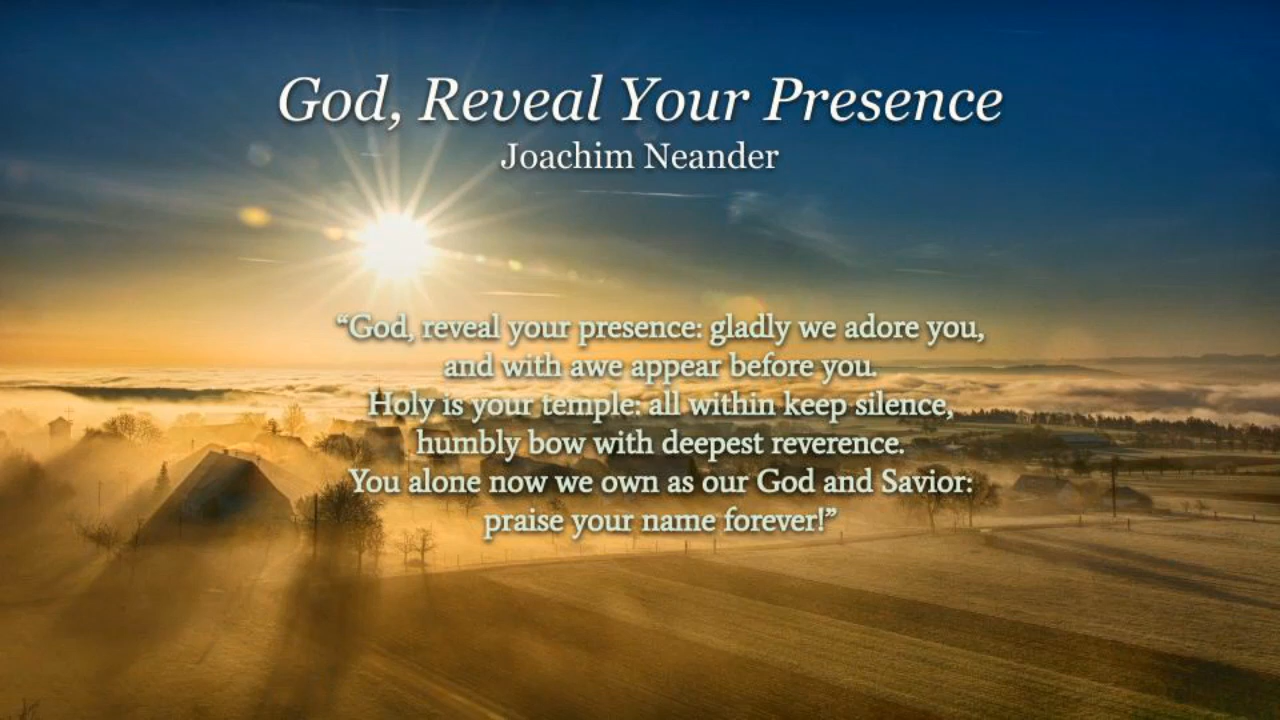 God, Reveal Your Presence
Joachim Neander
“God, reveal your presence: gladly we adore you,
and with awe appear before you.
Holy is your temple: all within keep silence,
humbly bow with deepest reverence.
You alone now we own as our God and Savior:
praise your name forever!”